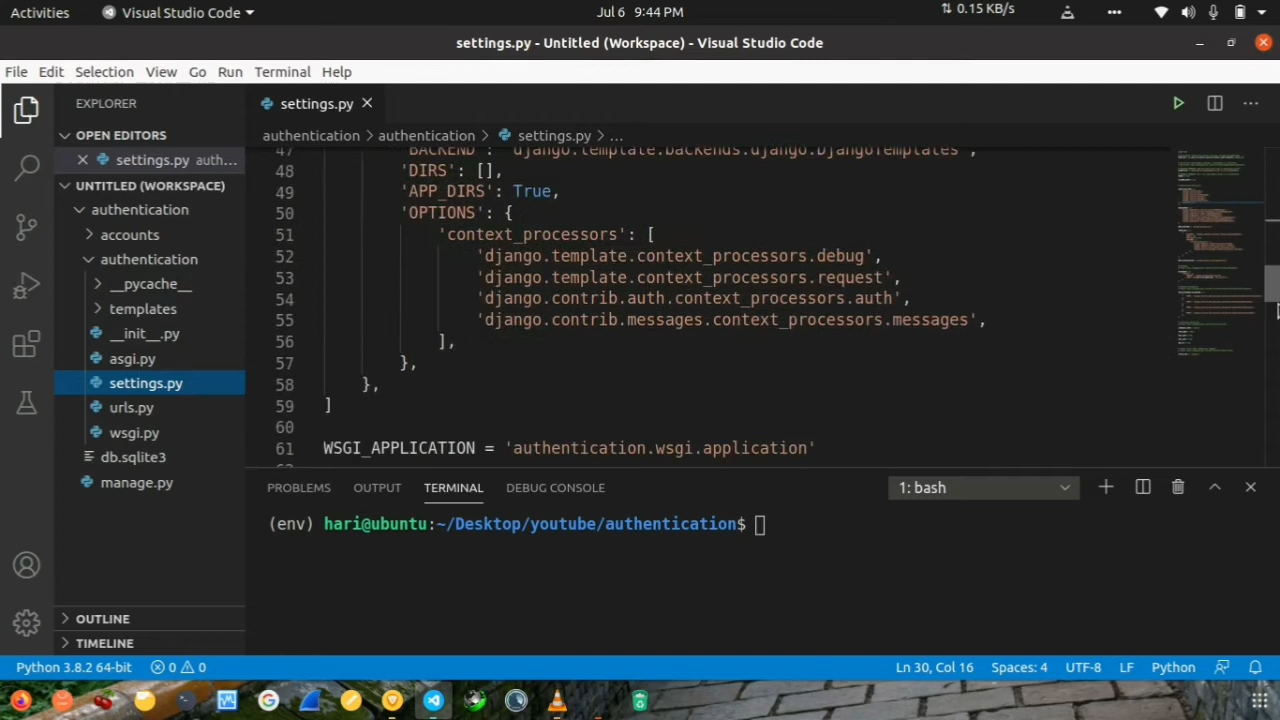 Activities
Visual Studio Code
Jul 6 9:44 PM
0.15 KB/s
settings.py - Untitled (Workspace) - Visual Studio Code
File Edit Selection View Go Run Terminal Help
EXPLORER
OPEN EDITORS
settings.py auth...
UNTITLED (WORKSPACE)
authentication
accounts
authentication
__pycache__
templates
__init__.py
asgi.py
settings.py
urls.py
wsgi.py
db.sqlite3
manage.py
OUTLINE
TIMELINE
settings.py
authentication > authentication > settings.py > ...
47 'BACKEND': 'django.template.backends.django.DjangoTemplates',
48 'DIRS': [],
49 'APP_DIRS': True,
50 'OPTIONS': {
51 'context_processors': [
52 'django.template.context_processors.debug',
53 'django.template.context_processors.request',
54 'django.contrib.auth.context_processors.auth',
55 'django.contrib.messages.context_processors.messages',
56 ],
57 },
58 },
59 ]
60
61 WSGI_APPLICATION = 'authentication.wsgi.application'
PROBLEMS OUTPUT TERMINAL DEBUG CONSOLE
1: bash
(env) hari@ubuntu:~/Desktop/youtube/authentication$
Python 3.8.2 64-bit 0 0
Ln 30, Col 16 Spaces: 4 UTF-8 LF Python